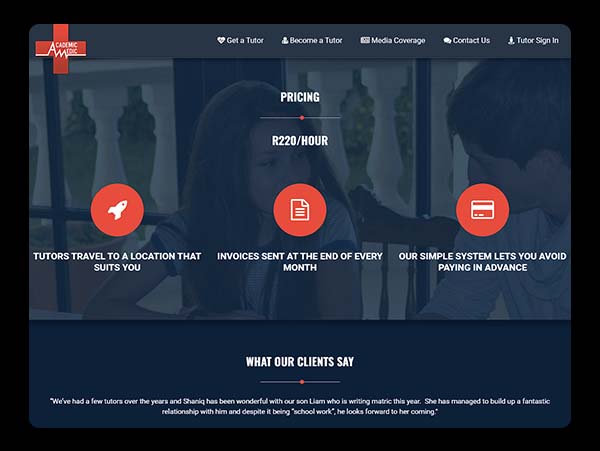 ACADEMIC
MEDIC
Get a Tutor
Become a Tutor
Media Coverage
Contact Us
Tutor Sign In
PRICING
R220/HOUR
TUTORS TRAVEL TO A LOCATION THAT
SUITS YOU
INVOICES SENT AT THE END OF EVERY
MONTH
OUR SIMPLE SYSTEM LETS YOU AVOID
PAYING IN ADVANCE
WHAT OUR CLIENTS SAY
"We've had a few tutors over the years and Shaniq has been wonderful with our son Liam who is writing matric this year. She has managed to build up a fantastic
relationship with him and despite it being "school work", he looks forward to her coming."